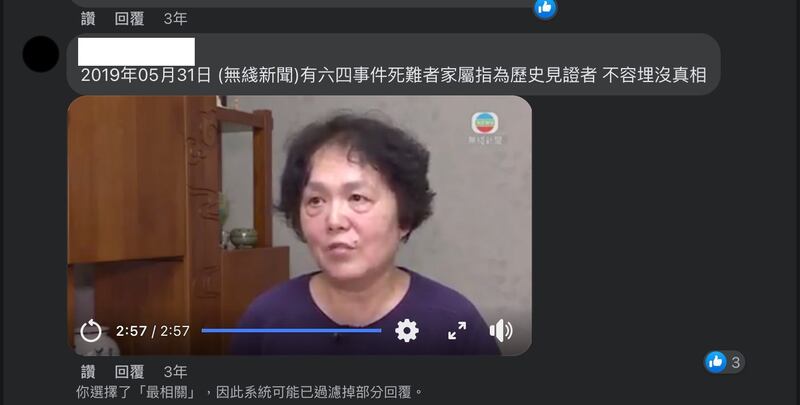 讚 回覆 3年
2019年05月31日 (無綫新聞)有六四事件死難者家屬指為歷史見證者 不容埋沒真相
NEWS
無綫新聞
2:57 / 2:57
讚 回覆 3年
3
你選擇了「最相關」，因此系統可能已過濾掉部分回覆。